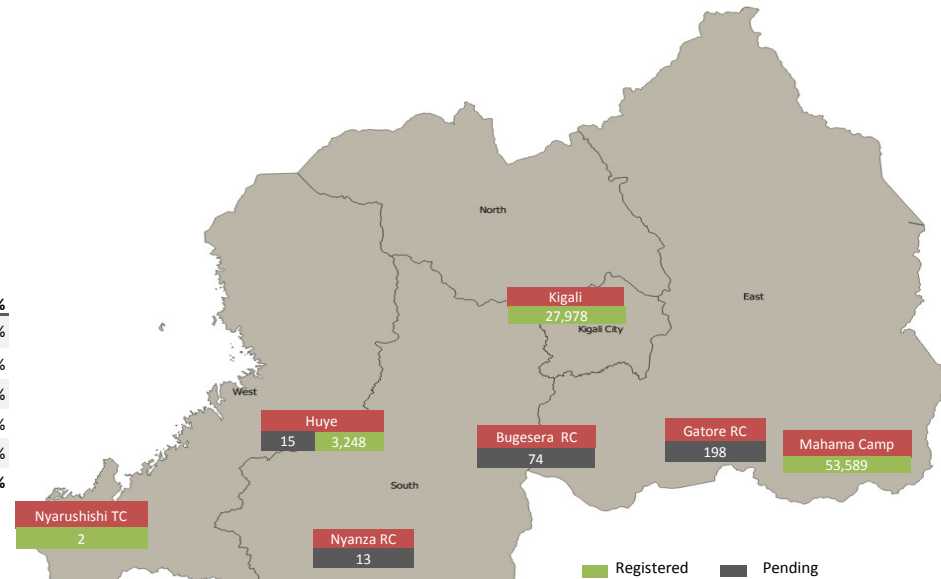 North
%
%
%
%
%
%
%
Kigali
27,978
Kigali City
East
West
Huye
15 3,248
Bugesera RC
74
Gatore RC
198
Mahama Camp
53,589
South
Nyarushishi TC
2
Nyanza RC
13
Registered Pending